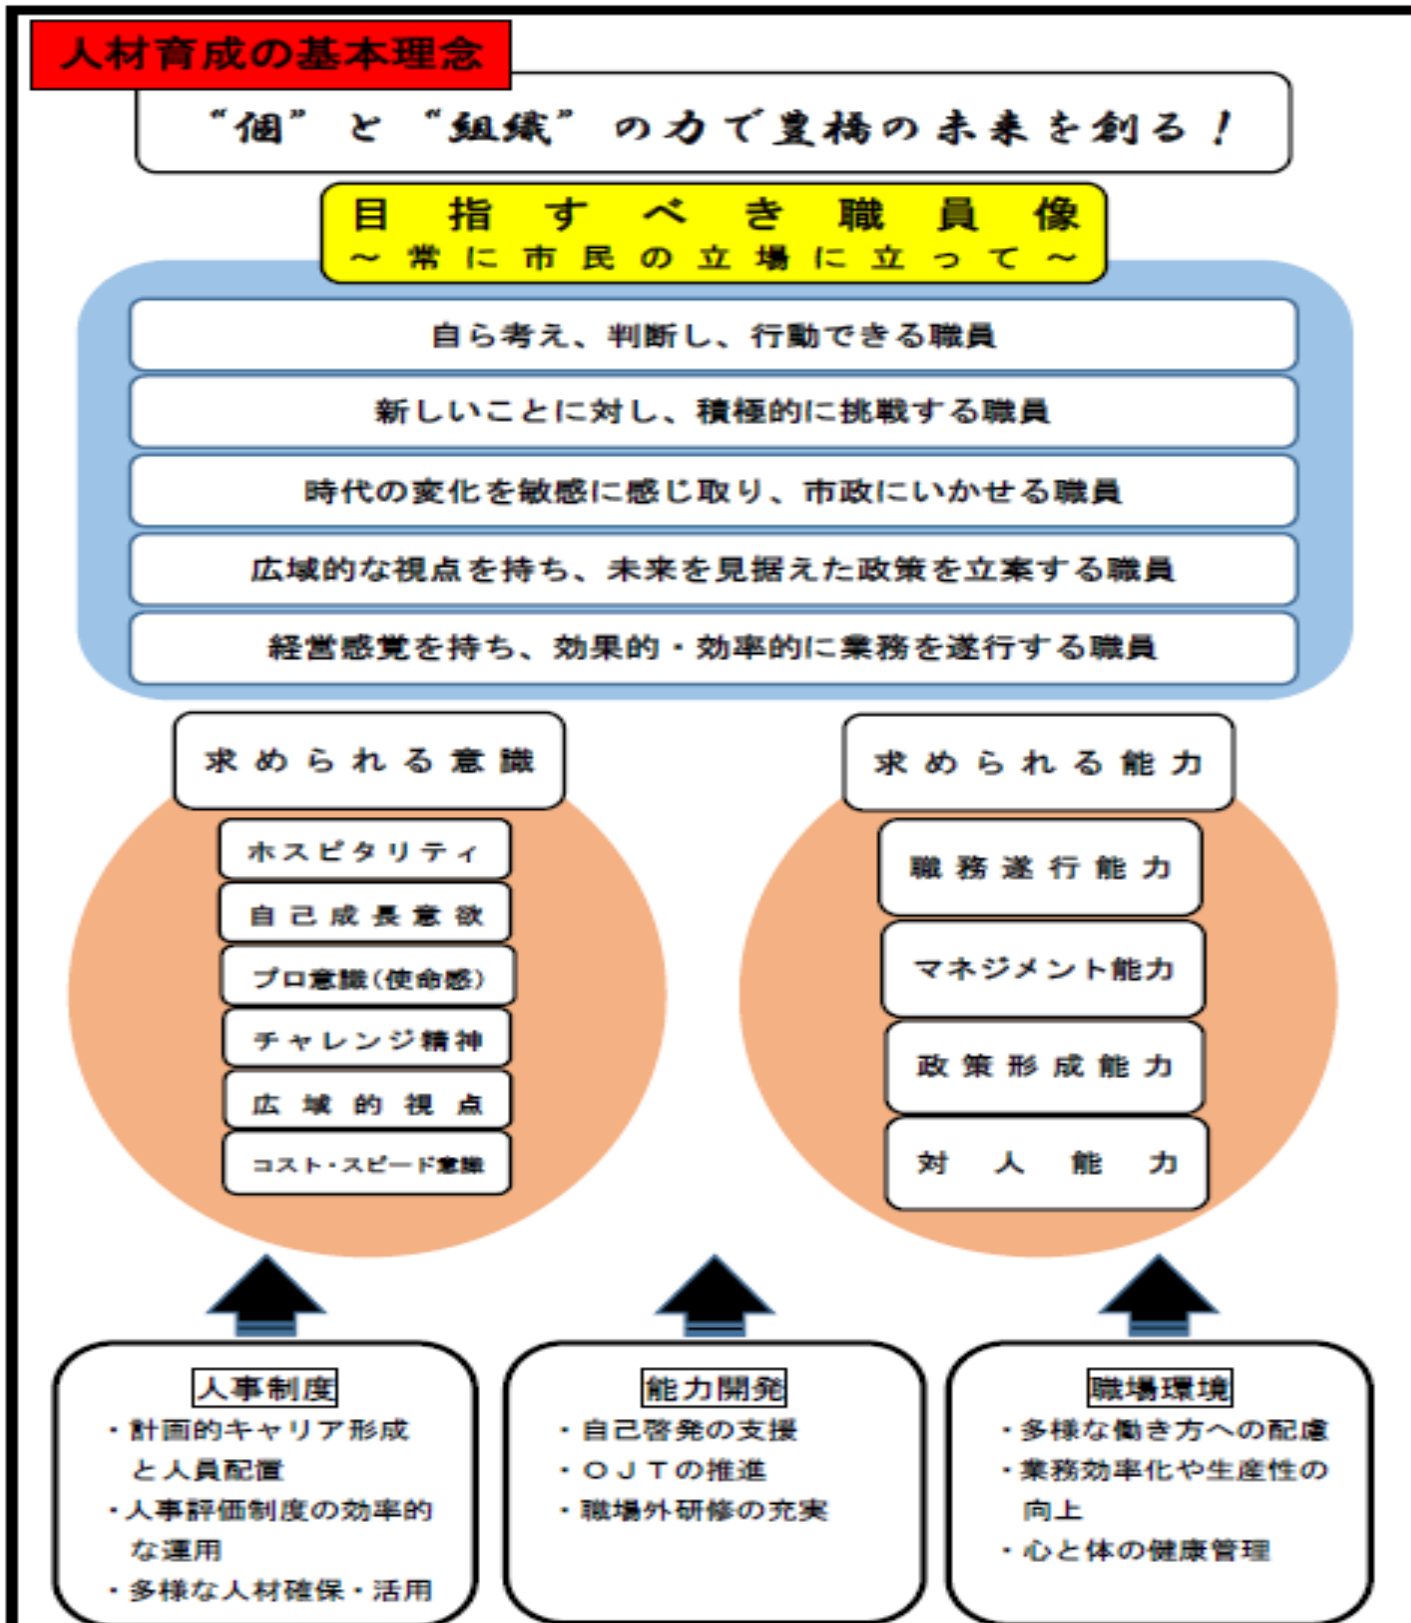 人材育成の基本理念
“個”と“組織”の力で豊橋の未来を創る！
目指すべき職員像
～常に市民の立場に立って～
自ら考え、判断し、行動できる職員
新しいことに対し、積極的に挑戦する職員
時代の変化を敏感に感じ取り、市政にいかせる職員
広域的な視点を持ち、未来を見据えた政策を立案する職員
経営感覚を持ち、効果的・効率的に業務を遂行する職員
求められる意識
ホスピタリティ
自己成長意欲
プロ意識(使命感)
チャレンジ精神
広域的視点
コスト・スピード意識
求められる能力
職務遂行能力
マネジメント能力
政策形成能力
対人能力
人事制度
・計画的キャリア形成
と人員配置
・人事評価制度の効率的
な運用
・多様な人材確保・活用
能力開発
・自己啓発の支援
・ＯＪＴの推進
・職場外研修の充実
職場環境
・多様な働き方への配慮
・業務効率化や生産性の
向上
・心と体の健康管理